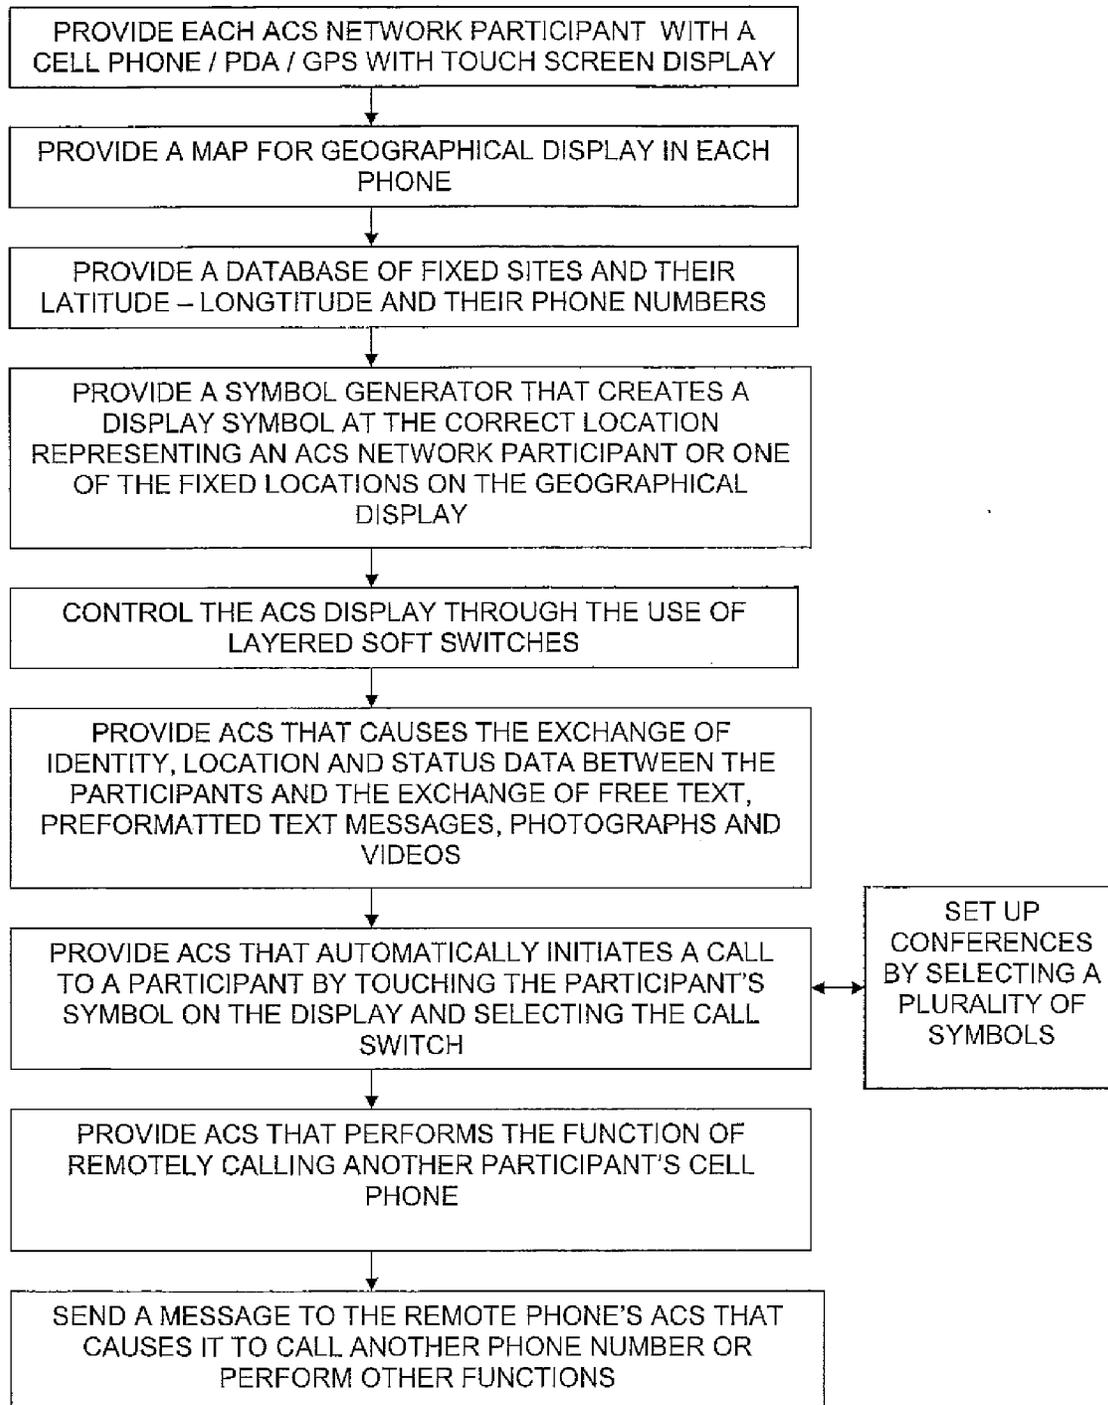 PROVIDE EACH ACS NETWORK PARTICIPANT WITH A
CELL PHONE / PDA / GPS WITH TOUCH SCREEN DISPLAY
PROVIDE A MAP FOR GEOGRAPHICAL DISPLAY IN EACH
PHONE
PROVIDE A DATABASE OF FIXED SITES AND THEIR
LATITUDE – LONGTITUDE AND THEIR PHONE NUMBERS
PROVIDE A SYMBOL GENERATOR THAT CREATES A
DISPLAY SYMBOL AT THE CORRECT LOCATION
REPRESENTING AN ACS NETWORK PARTICIPANT OR ONE
OF THE FIXED LOCATIONS ON THE GEOGRAPHICAL
DISPLAY
CONTROL THE ACS DISPLAY THROUGH THE USE OF
LAYERED SOFT SWITCHES
PROVIDE ACS THAT CAUSES THE EXCHANGE OF
IDENTITY, LOCATION AND STATUS DATA BETWEEN THE
PARTICIPANTS AND THE EXCHANGE OF FREE TEXT,
PREFORMATTED TEXT MESSAGES, PHOTOGRAPHS AND
VIDEOS
PROVIDE ACS THAT AUTOMATICALLY INITIATES A CALL
TO A PARTICIPANT BY TOUCHING THE PARTICIPANT'S
SYMBOL ON THE DISPLAY AND SELECTING THE CALL
SWITCH
SET UP
CONFERENCES
BY SELECTING A
PLURALITY OF
SYMBOLS
PROVIDE ACS THAT PERFORMS THE FUNCTION OF
REMOTELY CALLING ANOTHER PARTICIPANT'S CELL
PHONE
SEND A MESSAGE TO THE REMOTE PHONE'S ACS THAT
CAUSES IT TO CALL ANOTHER PHONE NUMBER OR
PERFORM OTHER FUNCTIONS